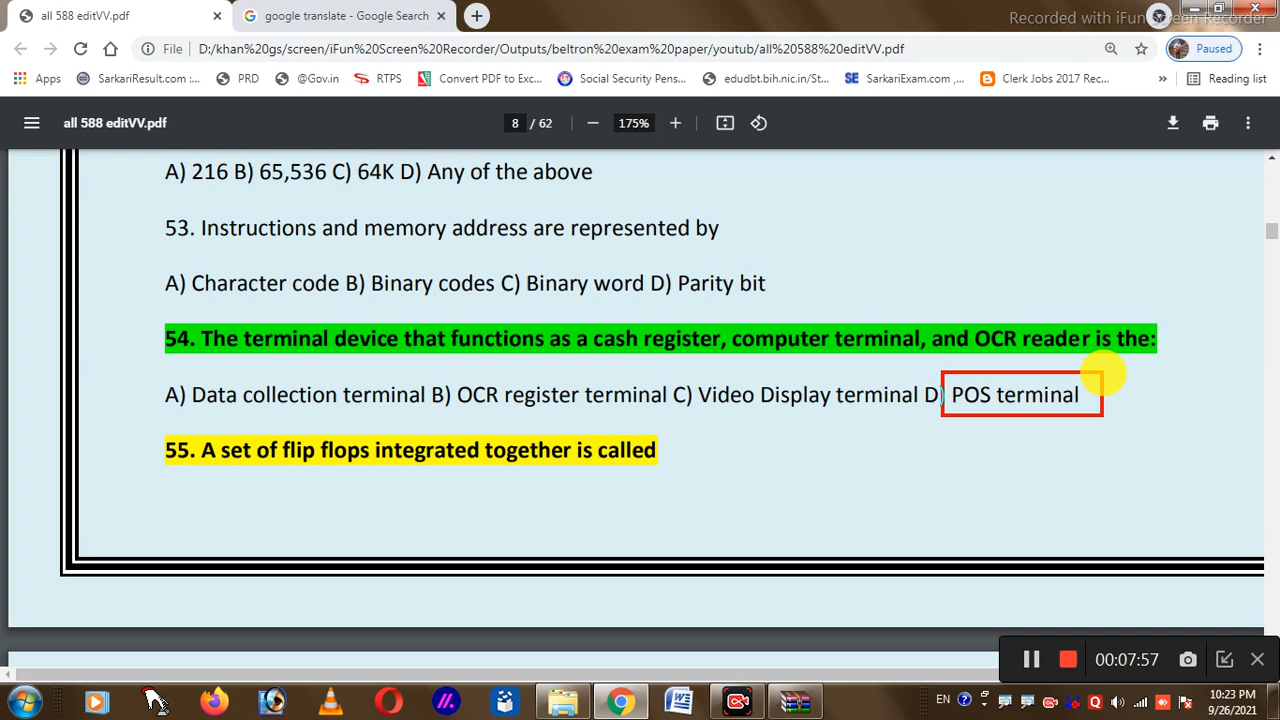 all 588 editVV.pdf
google translate - Google Search
Recorded with iFun Screen Recorder
File
D:/khan%20gs/screen/iFun%20Screen%20Recorder/Outputs/beltron%20exam%20paper/youtub/all%20588%20editVV.pdf
Paused
Apps
SarkariResult.com :...
PRD
@Gov.in
RTPS
Convert PDF to Exc...
Social Security Pens...
edudbt.bih.nic.in/St...
SarkariExam.com ,...
Clerk Jobs 2017 Rec...
»
Reading list
all 588 editVV.pdf
8 / 62
175%
A) 216 B) 65,536 C) 64K D) Any of the above
53. Instructions and memory address are represented by
A) Character code B) Binary codes C) Binary word D) Parity bit
54. The terminal device that functions as a cash register, computer terminal, and OCR reader is the:
A) Data collection terminal B) OCR register terminal C) Video Display terminal D) POS terminal
55. A set of flip flops integrated together is called
00:07:57
EN
10:23 PM
9/26/2021